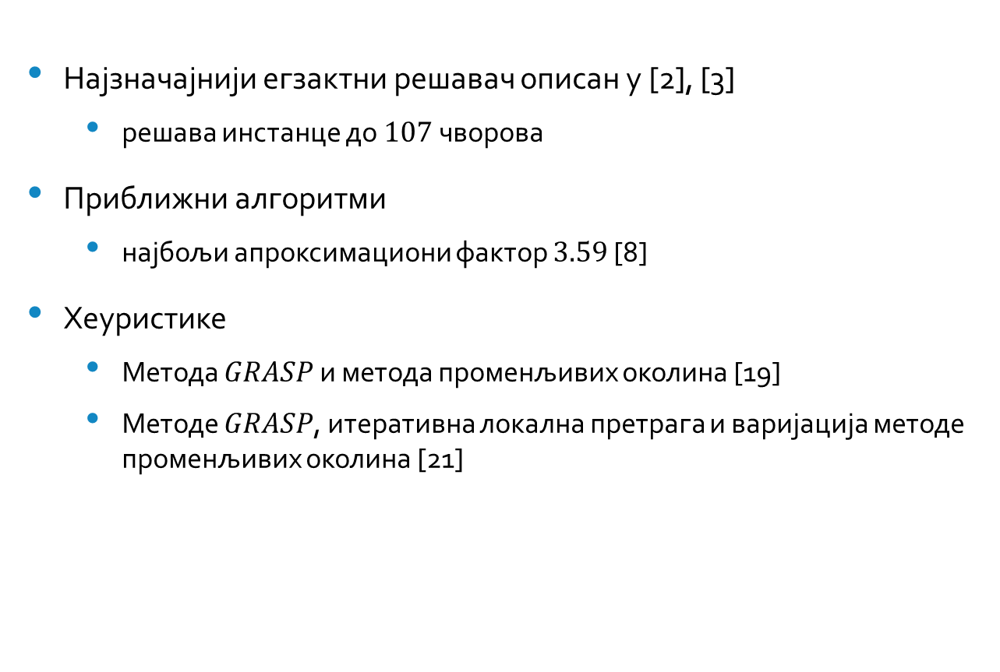 • Најзначајнији егзактни решавач описан у [2], [3]
• решава инстанце до 107 чворова
• Приближни алгоритми
• најбољи апроксимациони фактор 3.59 [8]
• Хеуристике
• Метода GRASP и метода променљивих околина [19]
• Методе GRASP, итеративна локална претрага и варијација методе
променљивих околина [21]